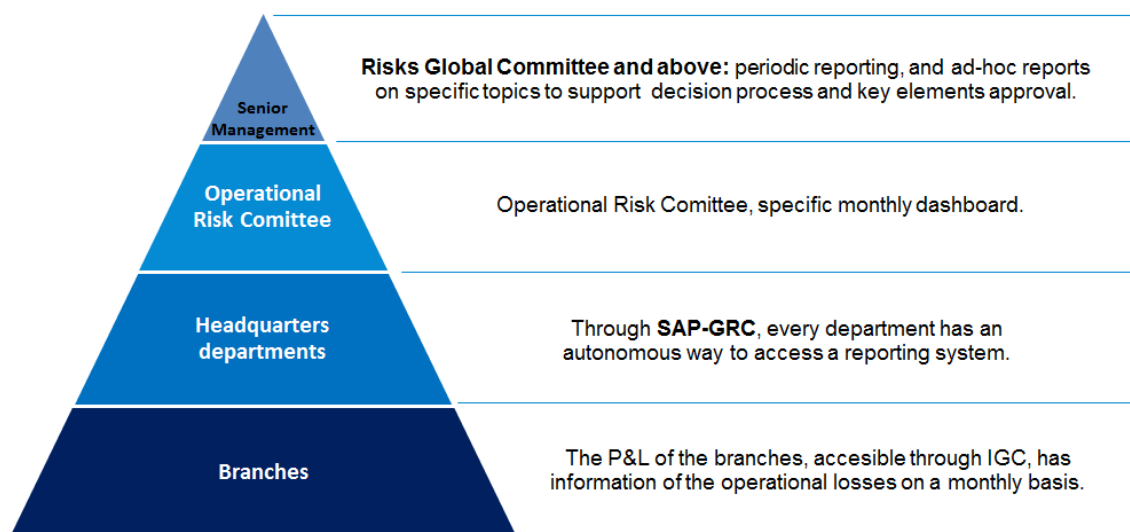 Risks Global Committee and above: periodic reporting, and ad-hoc reports
on specific topics to support decision process and key elements approval.
Senior
Management
Operational
Risk Comittee
Operational Risk Comittee, specific monthly dashboard.
Headquarters
departments
Through SAP-GRC, every department has an
autonomous way to access a reporting system.
Branches
The P&L of the branches, accesible through IGC, has
information of the operational losses on a monthly basis.